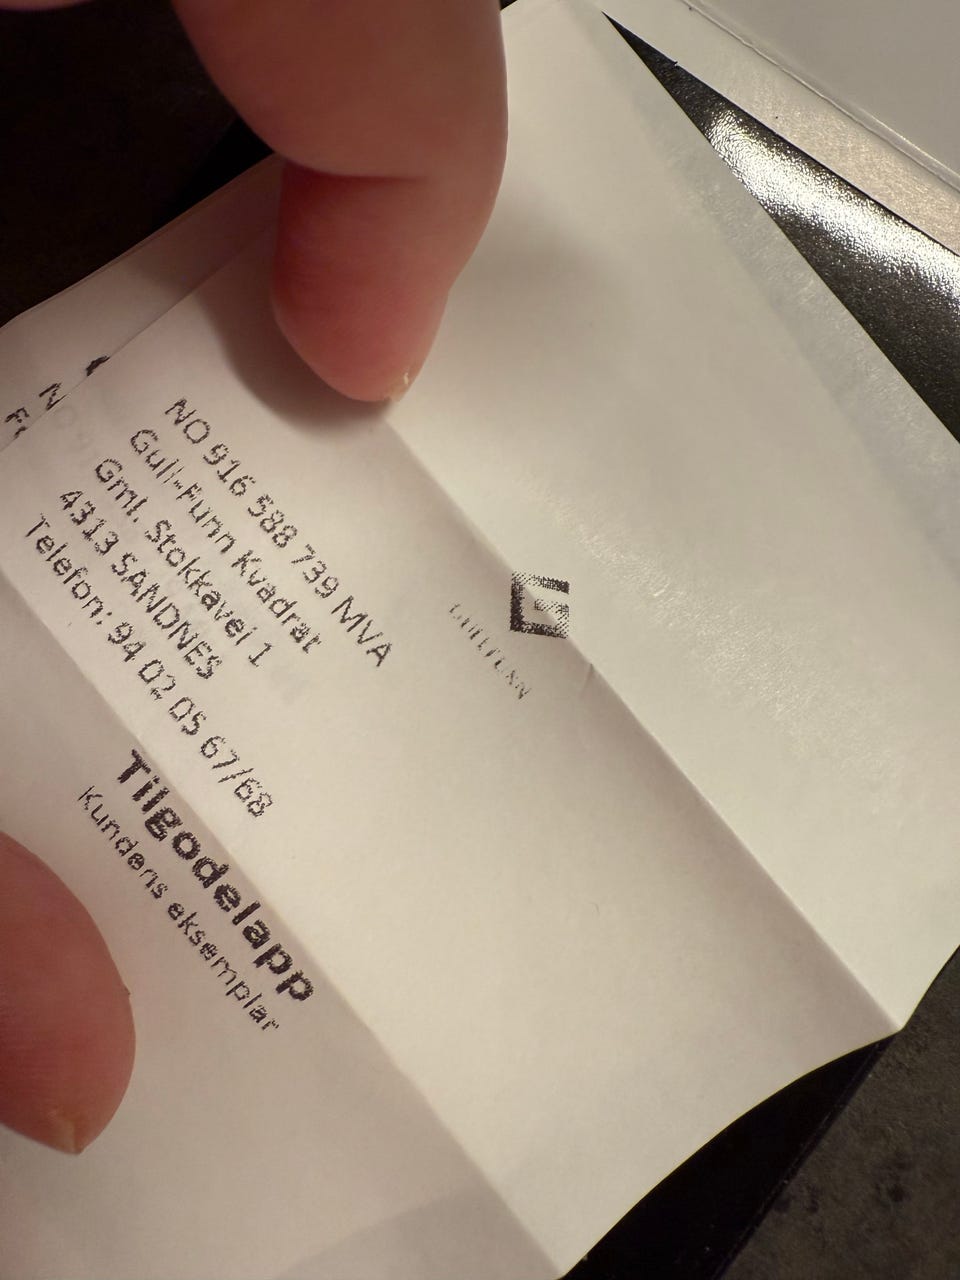 GULLFUNN
NO 916 588 739 MVA
Gull-Funn Kvadrat
Gml. Stokkavei 1
4313 SANDNES
Telefon: 94 02 05 67/68
Tilgodelapp
Kundens eksemplar